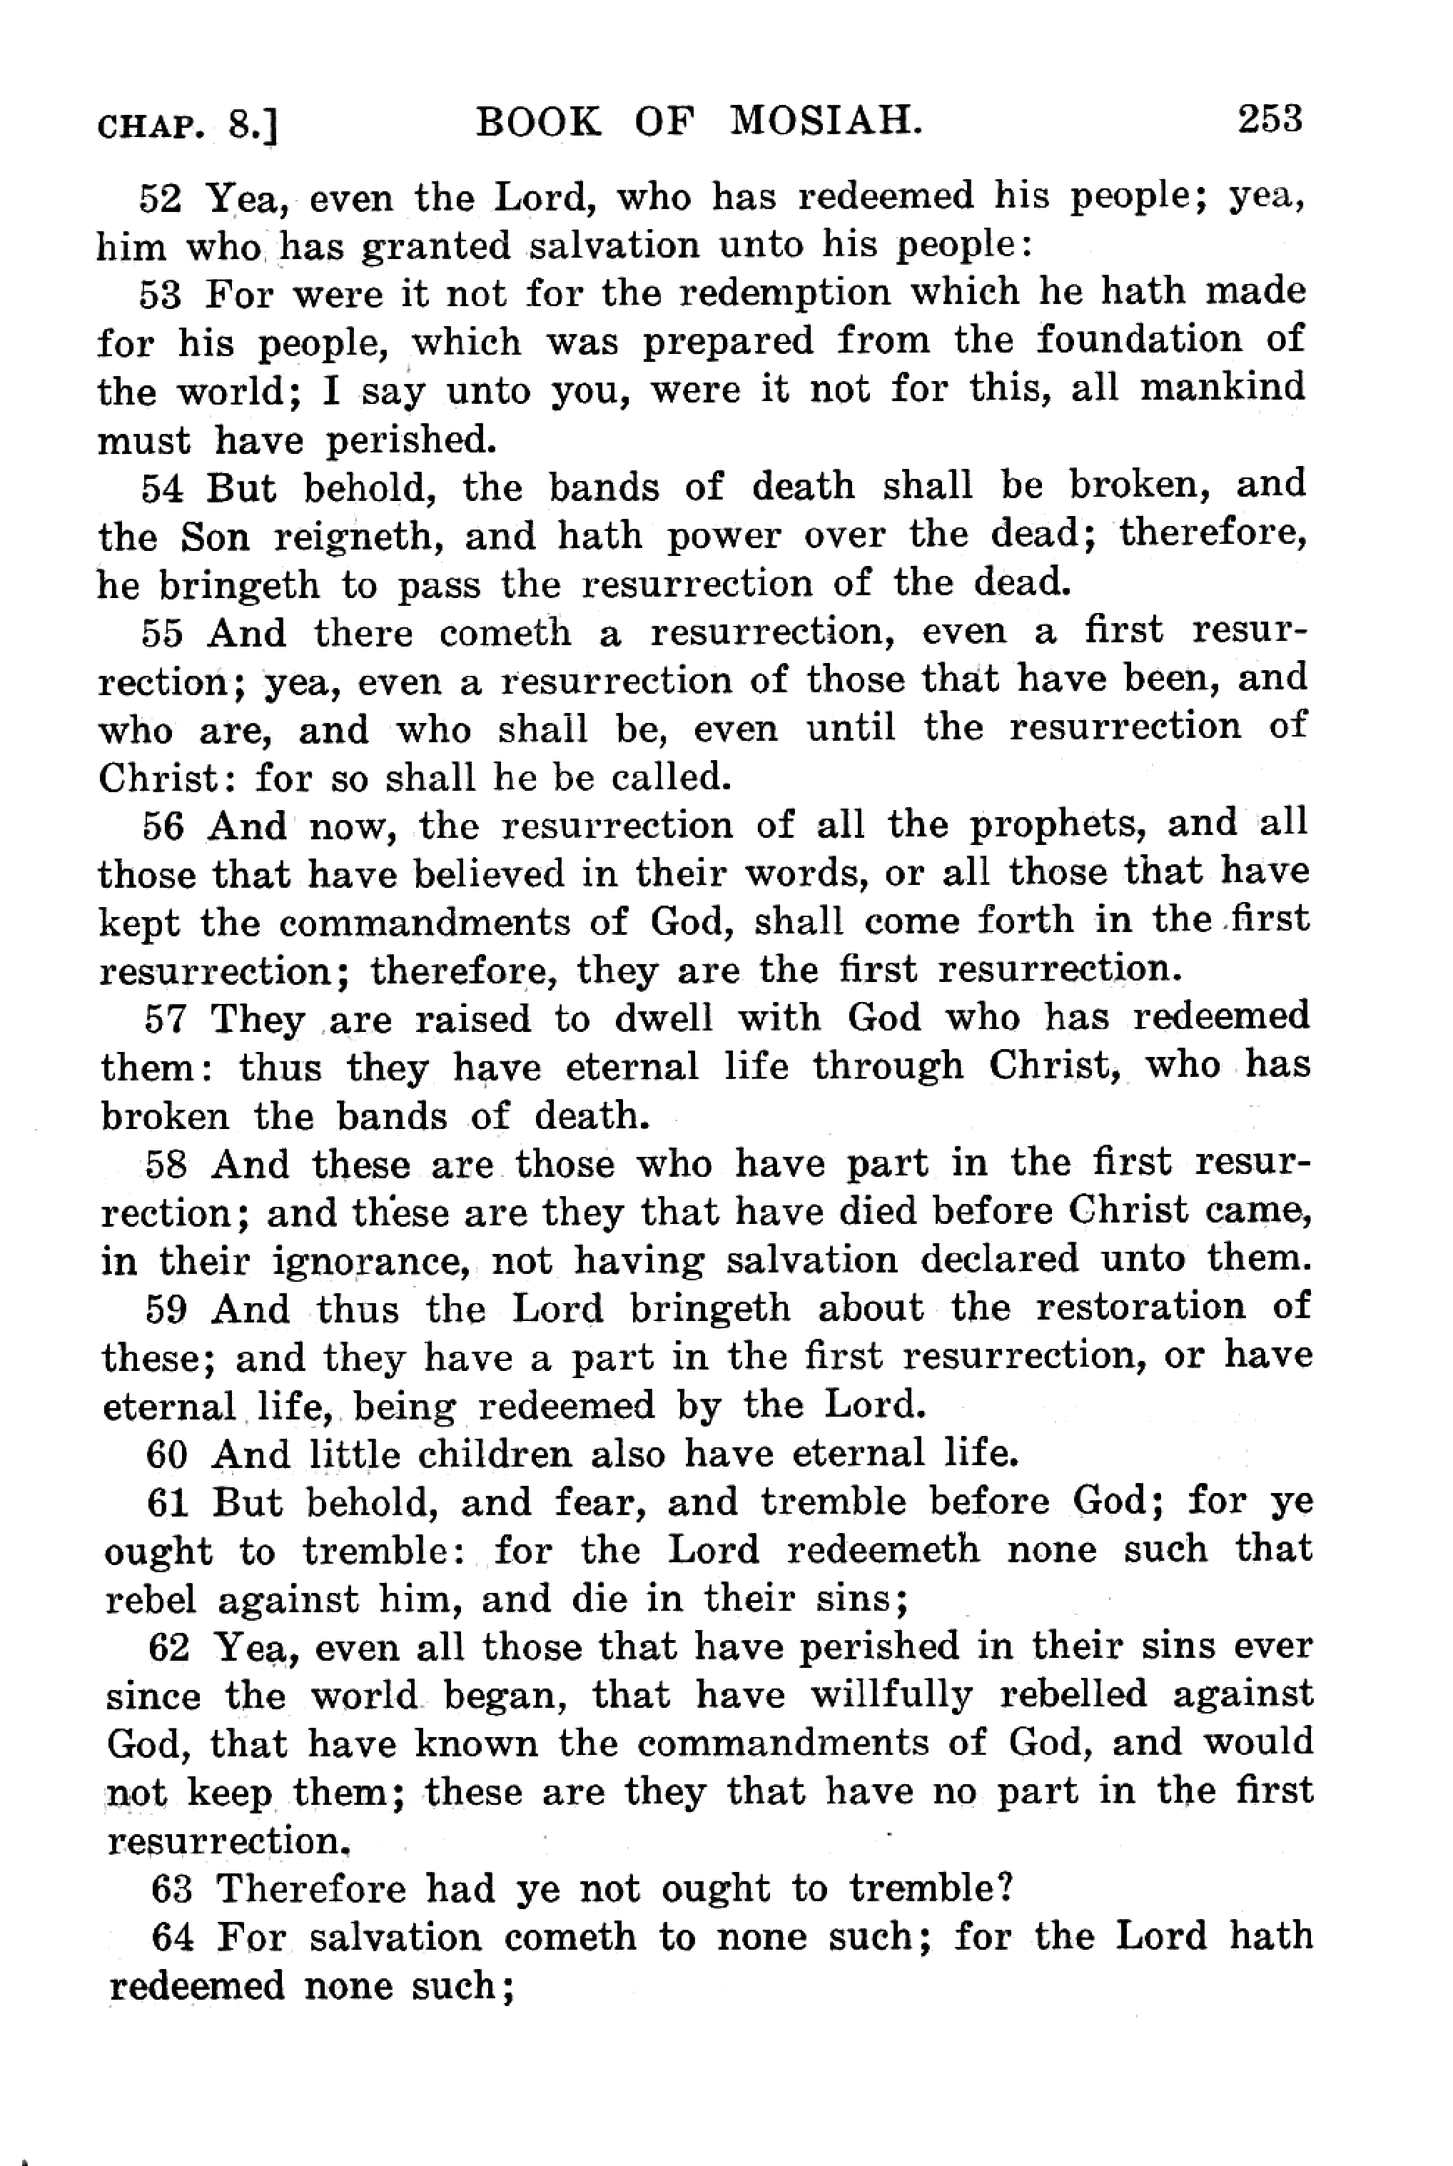 CHAP. 8.] BOOK OF MOSIAH. 253
52 Yea, even the Lord, who has redeemed his people; yea,
him who has granted salvation unto his people:
53 For were it not for the redemption which he hath made
for his people, which was prepared from the foundation of
the world; I say unto you, were it not for this, all mankind
must have perished.
54 But behold, the bands of death shall be broken, and
the Son reigneth, and hath power over the dead; therefore,
he bringeth to pass the resurrection of the dead.
55 And there cometh a resurrection, even a first resur-
rection; yea, even a resurrection of those that have been, and
who are, and who shall be, even until the resurrection of
Christ: for so shall he be called.
56 And now, the resurrection of all the prophets, and all
those that have believed in their words, or all those that have
kept the commandments of God, shall come forth in the first
resurrection; therefore, they are the first resurrection.
57 They are raised to dwell with God who has redeemed
them: thus they have eternal life through Christ, who has
broken the bands of death.
58 And these are those who have part in the first resur-
rection; and these are they that have died before Christ came,
in their ignorance, not having salvation declared unto them.
59 And thus the Lord bringeth about the restoration of
these; and they have a part in the first resurrection, or have
eternal life, being redeemed by the Lord.
60 And little children also have eternal life.
61 But behold, and fear, and tremble before God; for ye
ought to tremble: for the Lord redeemeth none such that
rebel against him, and die in their sins;
62 Yea, even all those that have perished in their sins ever
since the world began, that have willfully rebelled against
God, that have known the commandments of God, and would
not keep them; these are they that have no part in the first
resurrection.
63 Therefore had ye not ought to tremble?
64 For salvation cometh to none such; for the Lord hath
redeemed none such;